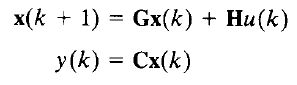 x(k + 1) = Gx(k) + Hu(k)
y(k) = Cx(k)